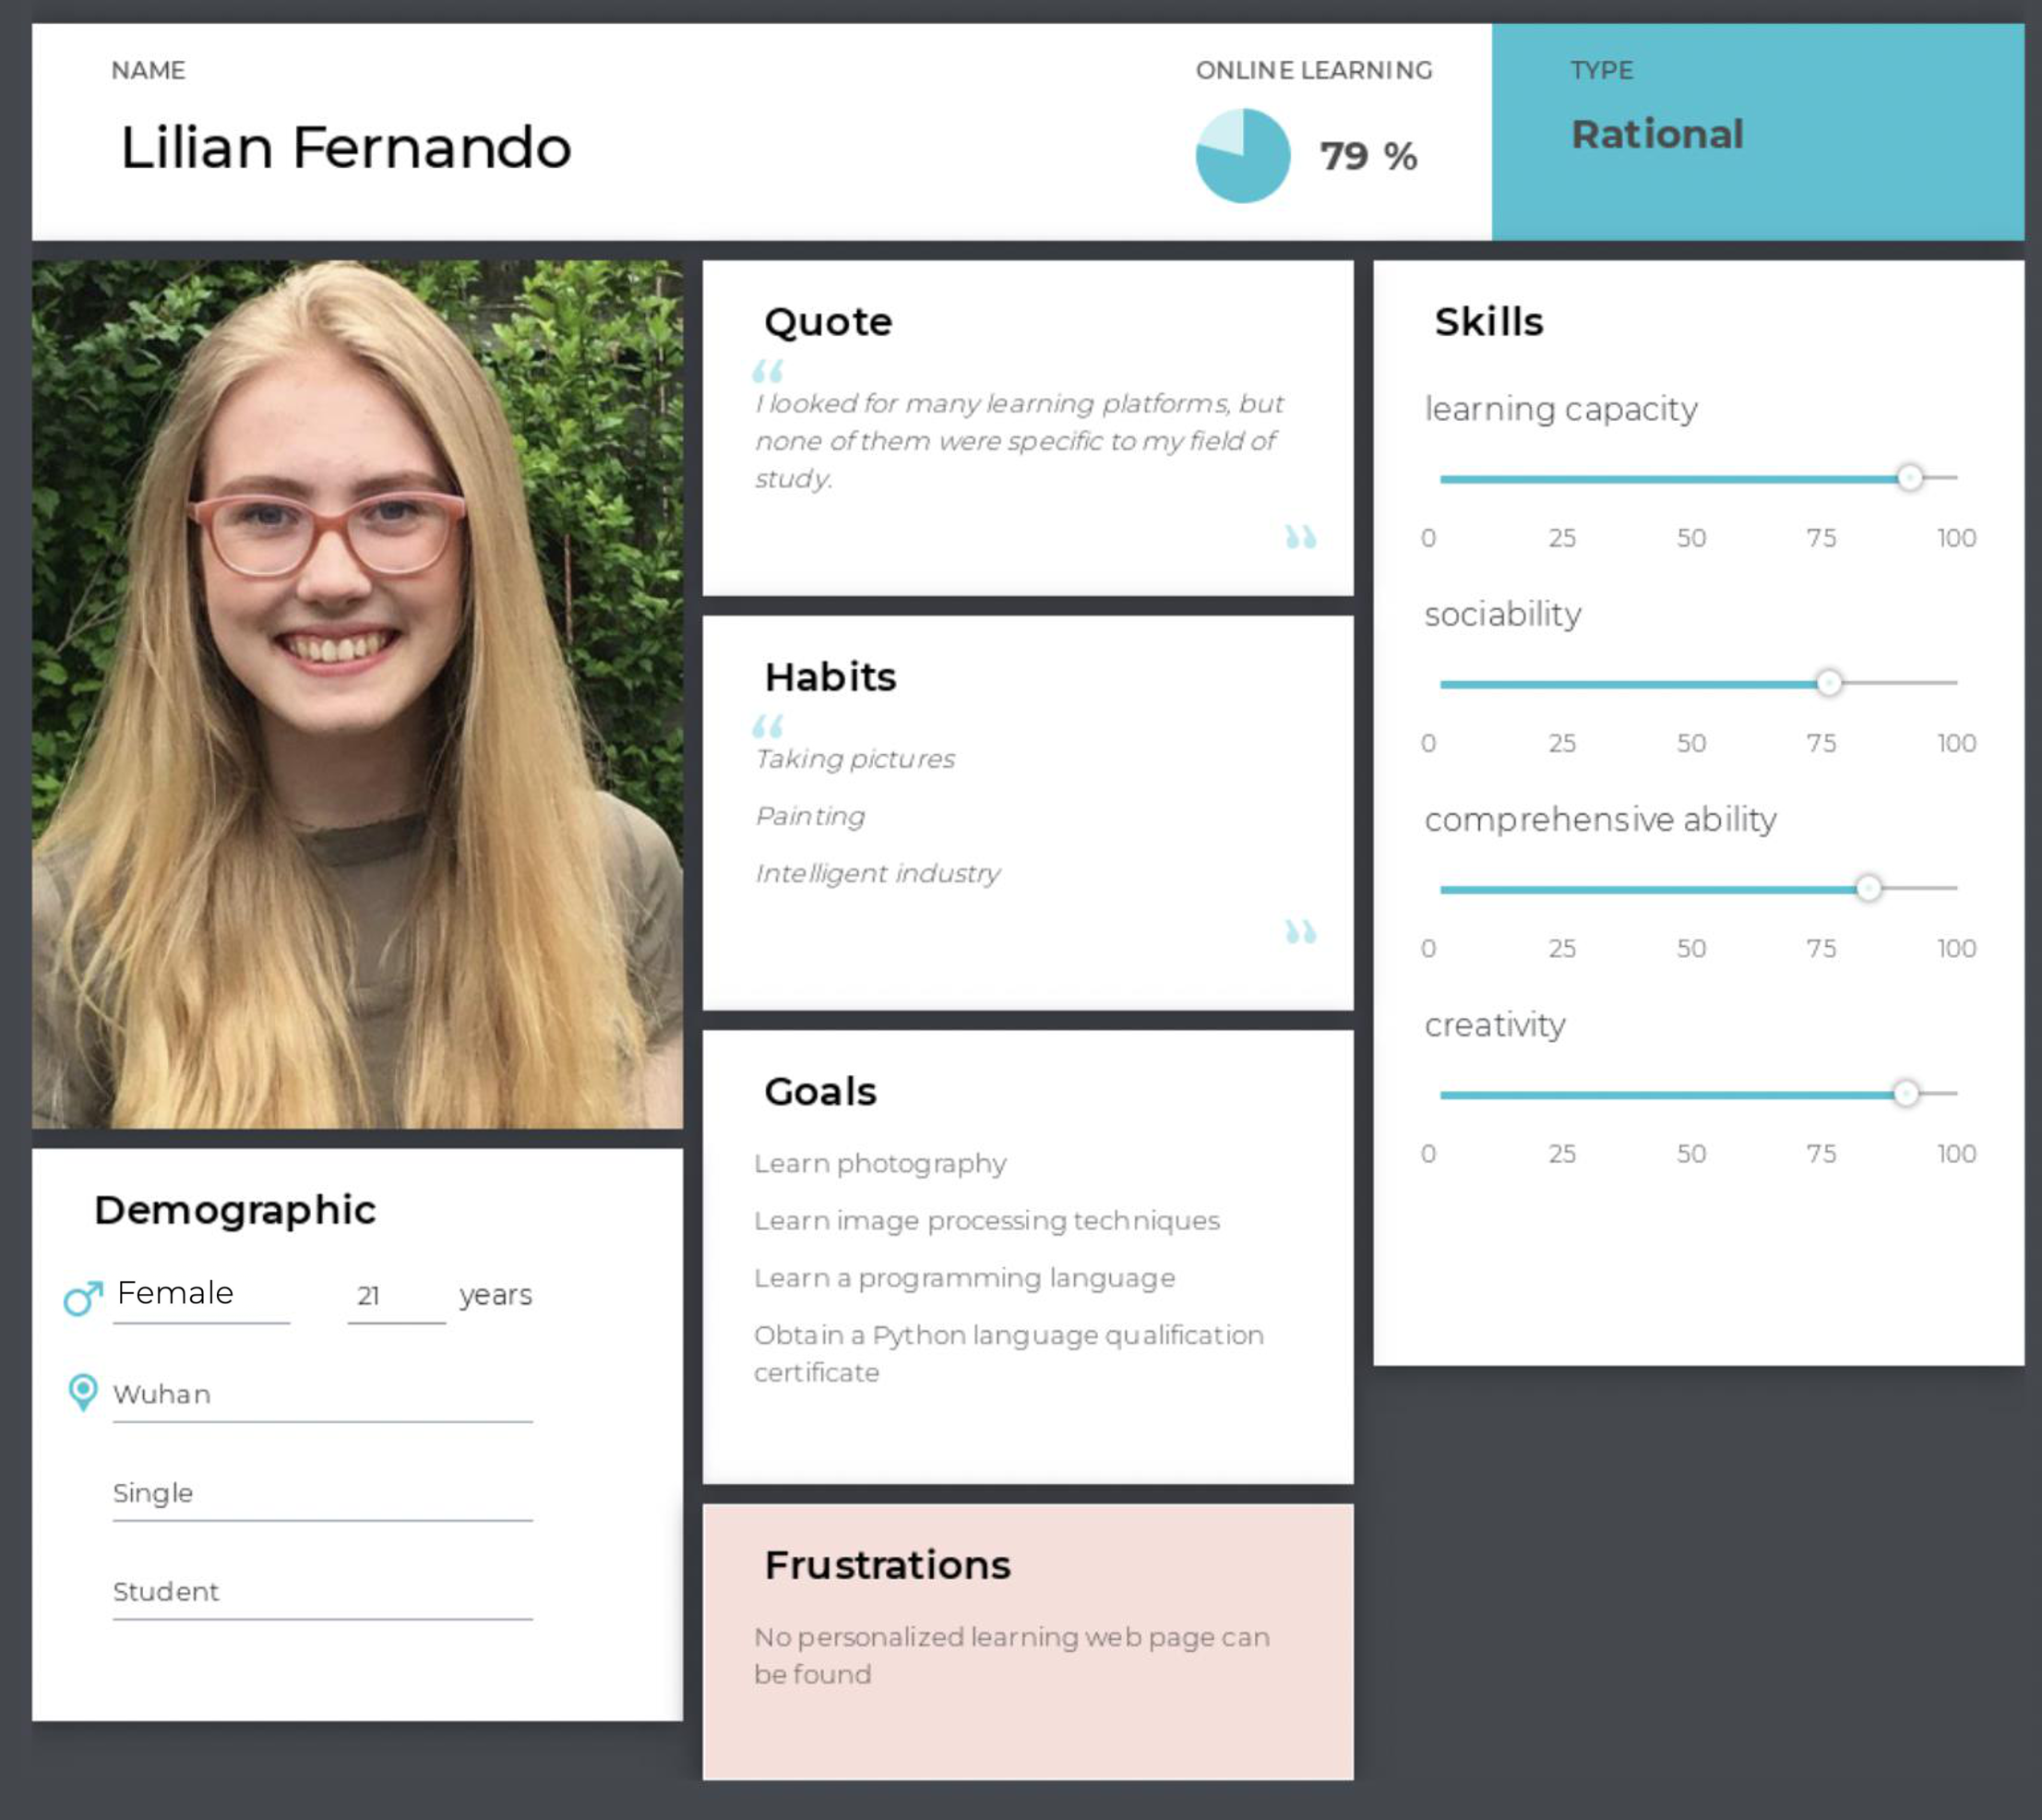 NAME
Lilian Fernando
ONLINE LEARNING
79 %
TYPE
Rational
Demographic
Female 21 years
Wuhan
Single
Student
Quote
“
I looked for many learning platforms, but
none of them were specific to my field of
study.
”
Habits
“
Taking pictures
Painting
Intelligent industry
”
Goals
Learn photography
Learn image processing techniques
Learn a programming language
Obtain a Python language qualification
certificate
Frustrations
No personalized learning web page can
be found
Skills
learning capacity
0 25 50 75 100
sociability
0 25 50 75 100
comprehensive ability
0 25 50 75 100
creativity
0 25 50 75 100